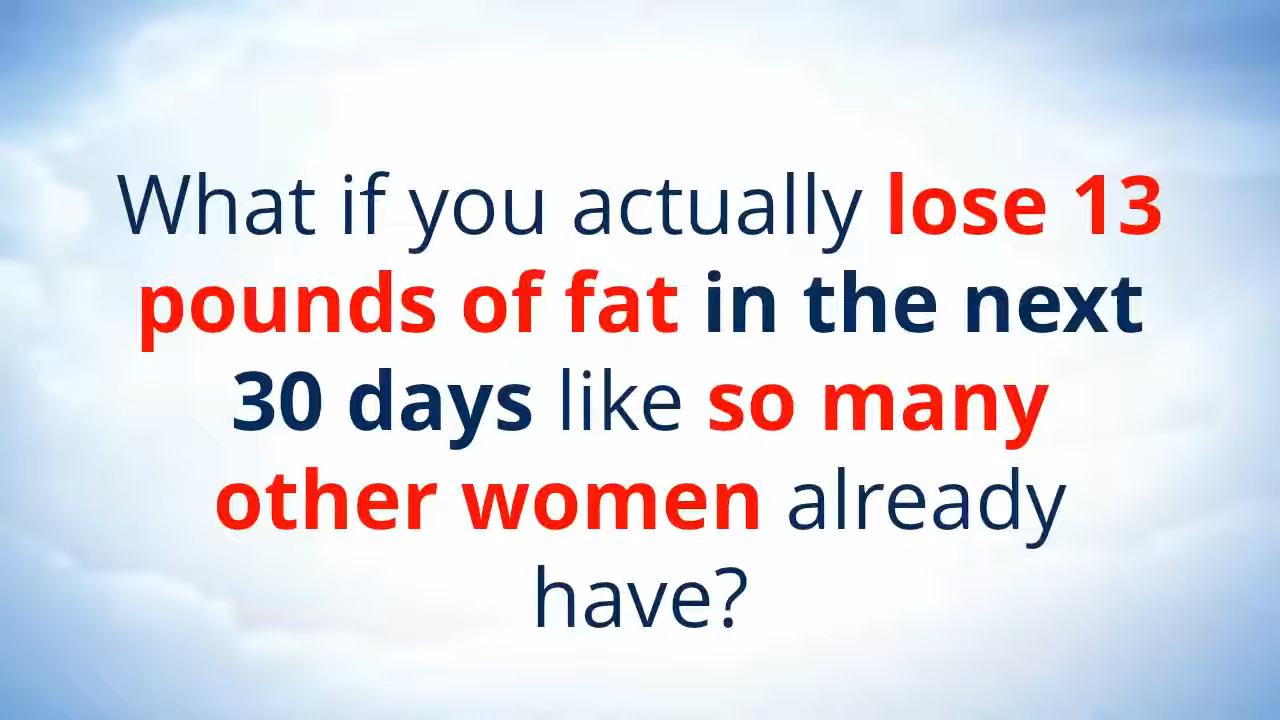 What if you actually lose 13
pounds of fat in the next
30 days like so many
other women already
have?